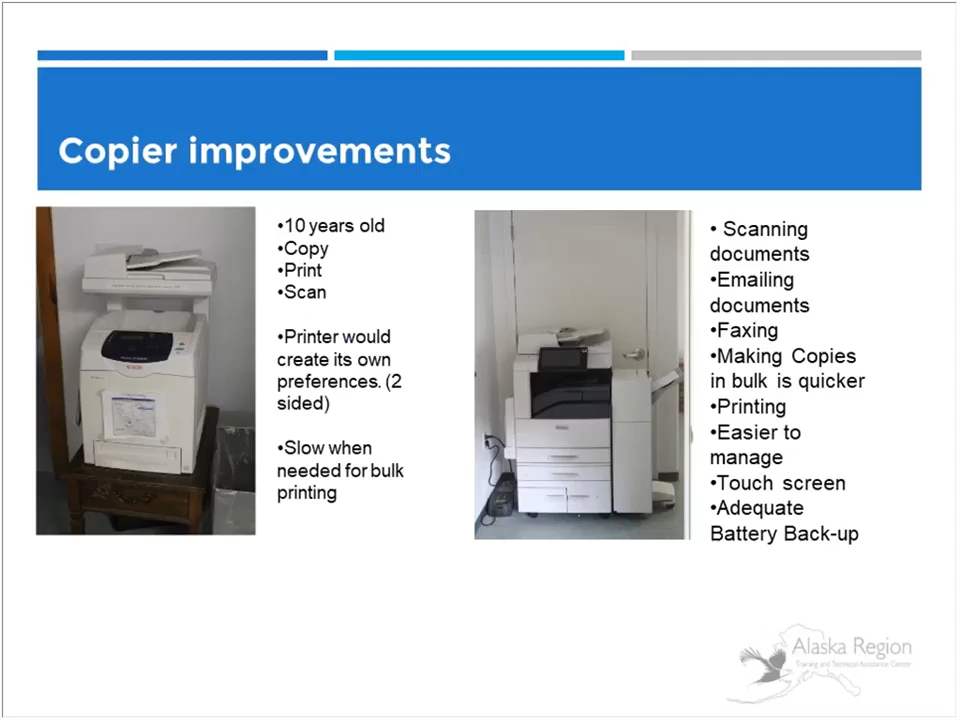 Copier improvements
•10 years old
•Copy
•Print
•Scan
•Printer would
create its own
preferences. (2
sided)
•Slow when
needed for bulk
printing
• Scanning
documents
•Emailing
documents
•Faxing
•Making Copies
in bulk is quicker
•Printing
•Easier to
manage
•Touch screen
•Adequate
Battery Back-up
Alaska Region
Training and Technical Assistance Center